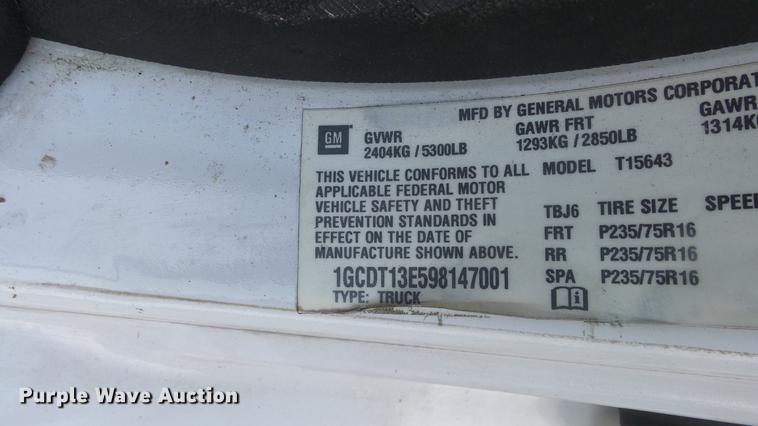 MFD BY GENERAL MOTORS CORPORAT
GM GVWR GAWR FRT GAWR
2404KG / 5300LB 1293KG / 2850LB 1314K
THIS VEHICLE CONFORMS TO ALL MODEL T15643
APPLICABLE FEDERAL MOTOR
VEHICLE SAFETY AND THEFT TBJ6 TIRE SIZE SPEE
PREVENTION STANDARDS IN FRT P235/75R16
EFFECT ON THE DATE OF RR P235/75R16
MANUFACTURE SHOWN ABOVE. SPA P235/75R16
1GCDT13E598147001
TYPE: TRUCK
Purple Wave Auction